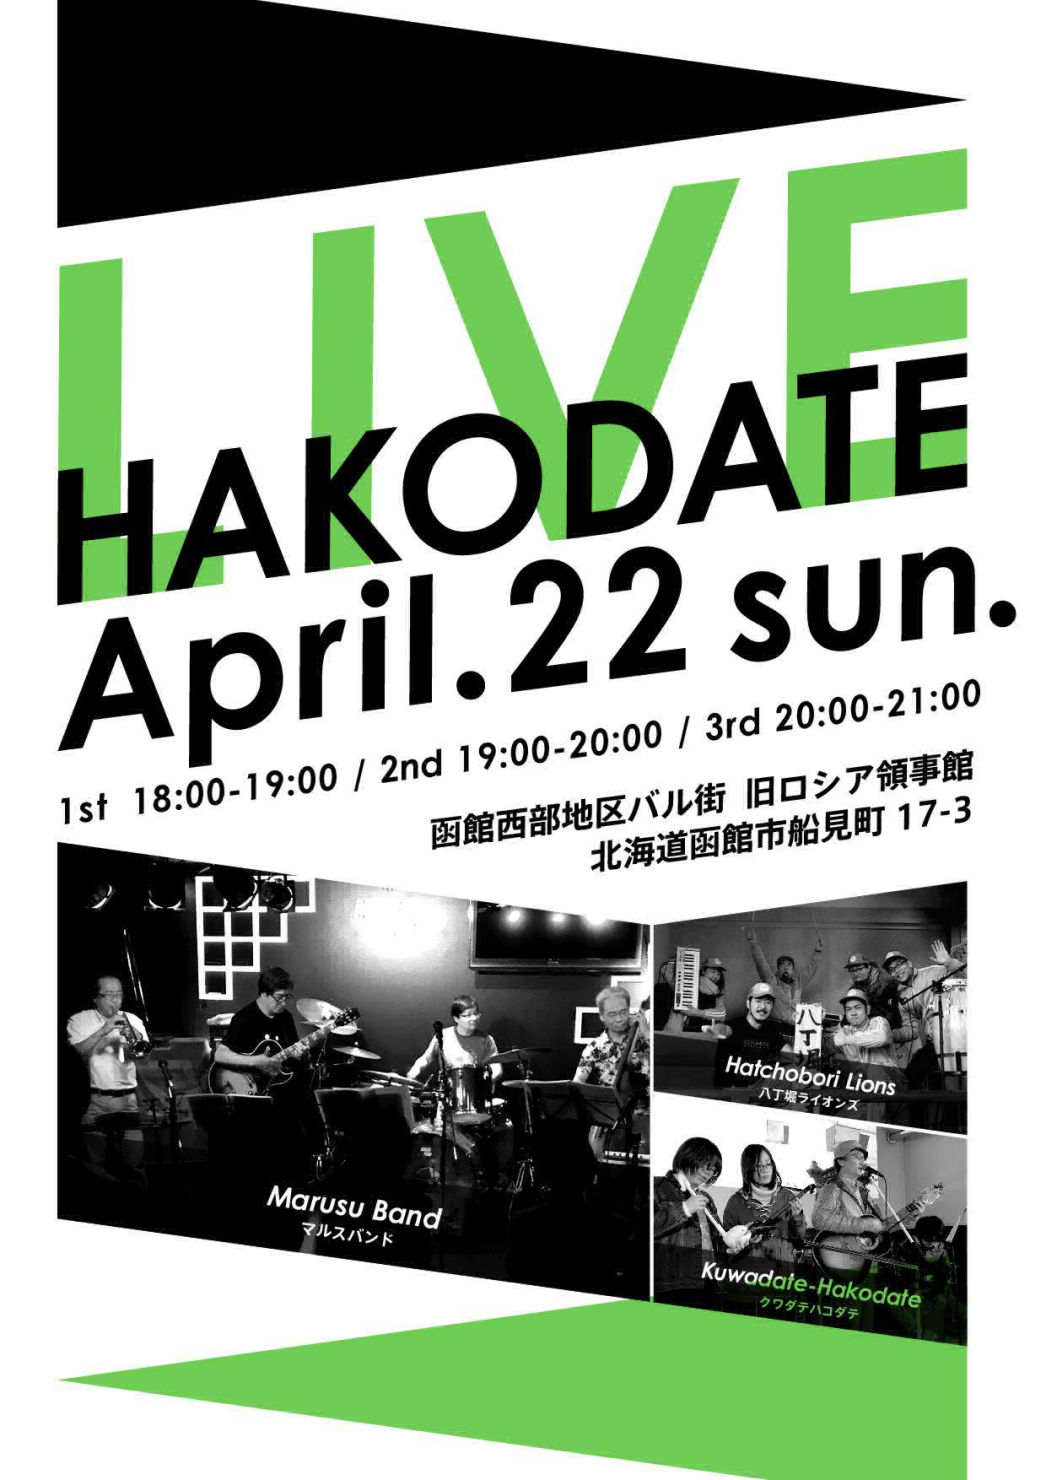 LIVE
HAKODATE
April.22 sun.
1st 18:00-19:00 / 2nd 19:00-20:00 / 3rd 20:00-21:00
函館西部地区バル街 旧ロシア領事館
北海道函館市船見町 17-3
八丁
Hatchobori Lions
八丁堀ライオンズ
Marusu Band
マルスバンド
Kuwadate-Hakodate
クワダテハコダテ